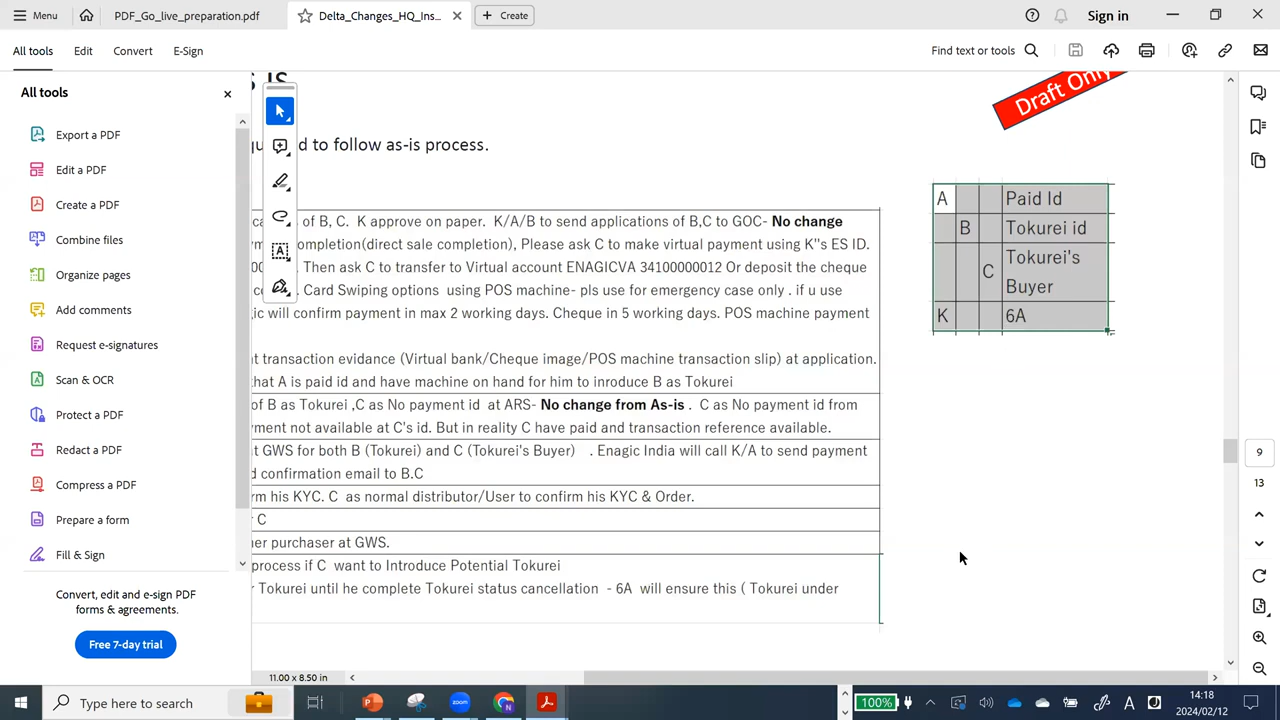 Menu
PDF_Go_live_preparation.pdf
Delta_Changes_HQ_Ins...
Create
Sign in
All tools
Edit
Convert
E-Sign
Find text or tools
All tools
Export a PDF
Edit a PDF
Create a PDF
Combine files
Organize pages
Add comments
Request e-signatures
Scan & OCR
Protect a PDF
Redact a PDF
Compress a PDF
Prepare a form
Fill & Sign
Convert, edit and e-sign PDF
forms & agreements.
Free 7-day trial
s IS
Draft Only
d to follow as-is process.
s of B, C. K approve on paper. K/A/B to send applications of B,C to GOC- No change
completion(direct sale completion), Please ask C to make virtual payment using K"s ES ID.
. Then ask C to transfer to Virtual account ENAGICVA 34100000012 Or deposit the cheque
. Card Swiping options using POS machine- pls use for emergency case only . if u use
gic will confirm payment in max 2 working days. Cheque in 5 working days. POS machine payment
nt transaction evidence (Virtual bank/Cheque image/POS machine transaction slip) at application.
that A is paid id and have machine on hand for him to inroduce B as Tokurei
of B as Tokurei ,C as No payment id at ARS- No change from As-is . C as No payment id from
yment not available at C's id. But in reality C have paid and transaction reference available.
at GWS for both B (Tokurei) and C (Tokurei's Buyer) . Enagic India will call K/A to send payment
d confirmation email to B.C
rm his KYC. C as normal distributor/User to confirm his KYC & Order.
r C
her purchaser at GWS.
process if C want to Introduce Potential Tokurei
r Tokurei until he complete Tokurei status cancellation - 6A will ensure this ( Tokurei under
A Paid Id
B Tokurei id
C Tokurei's
Buyer
K 6A
9
13
11.00 x 8.50 in
Type here to search
zoom
100%
A
14:18
2024/02/12